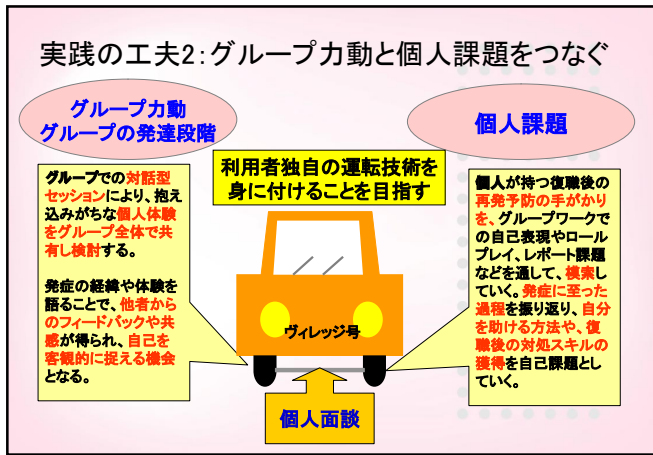 実践の工夫2:グループ力動と個人課題をつなぐ
グループ力動
グループの発達段階
グループでの対話型
セッションにより、抱え
込みがちな個人体験
をグループ全体で共
有し検討する。
発症の経緯や体験を
語ることで、他者から
のフィードバックや共
感が得られ、自己を
客観的に捉える機会
となる。
利用者独自の運転技術を
身に付けることを目指す
ヴィレッジ号
個人面談
個人課題
個人が持つ復職後の
再発予防の手がかり
を、グループワークで
の自己表現やロール
プレイ、レポート課題
などを通して、模索し
ていく。発症に至った
過程を振り返り、自分
を助ける方法や、復
職後の対処スキルの
獲得を自己課題とし
ていく。